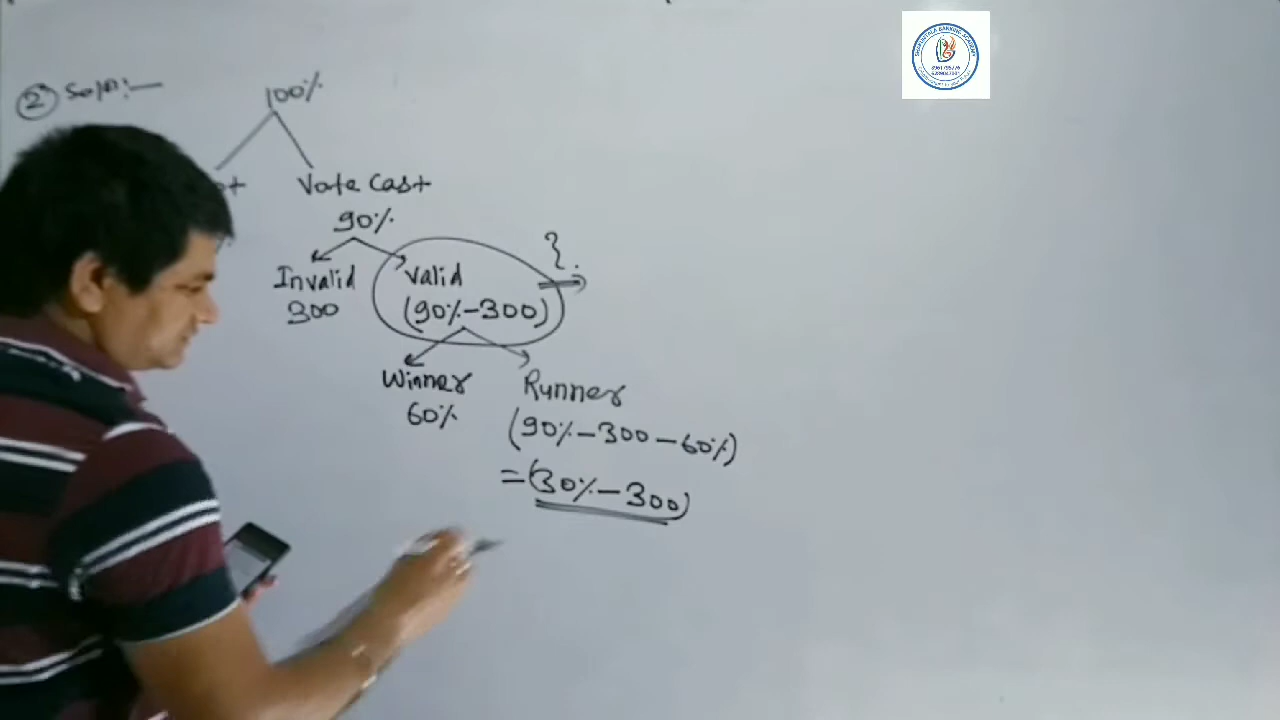 ② Soln:—
100%
Vote Cast
90%
Invalid
Valid
?
300
(90%-300)
Winner
Runner
60%
(90%-300-60%)
=(30%-300)